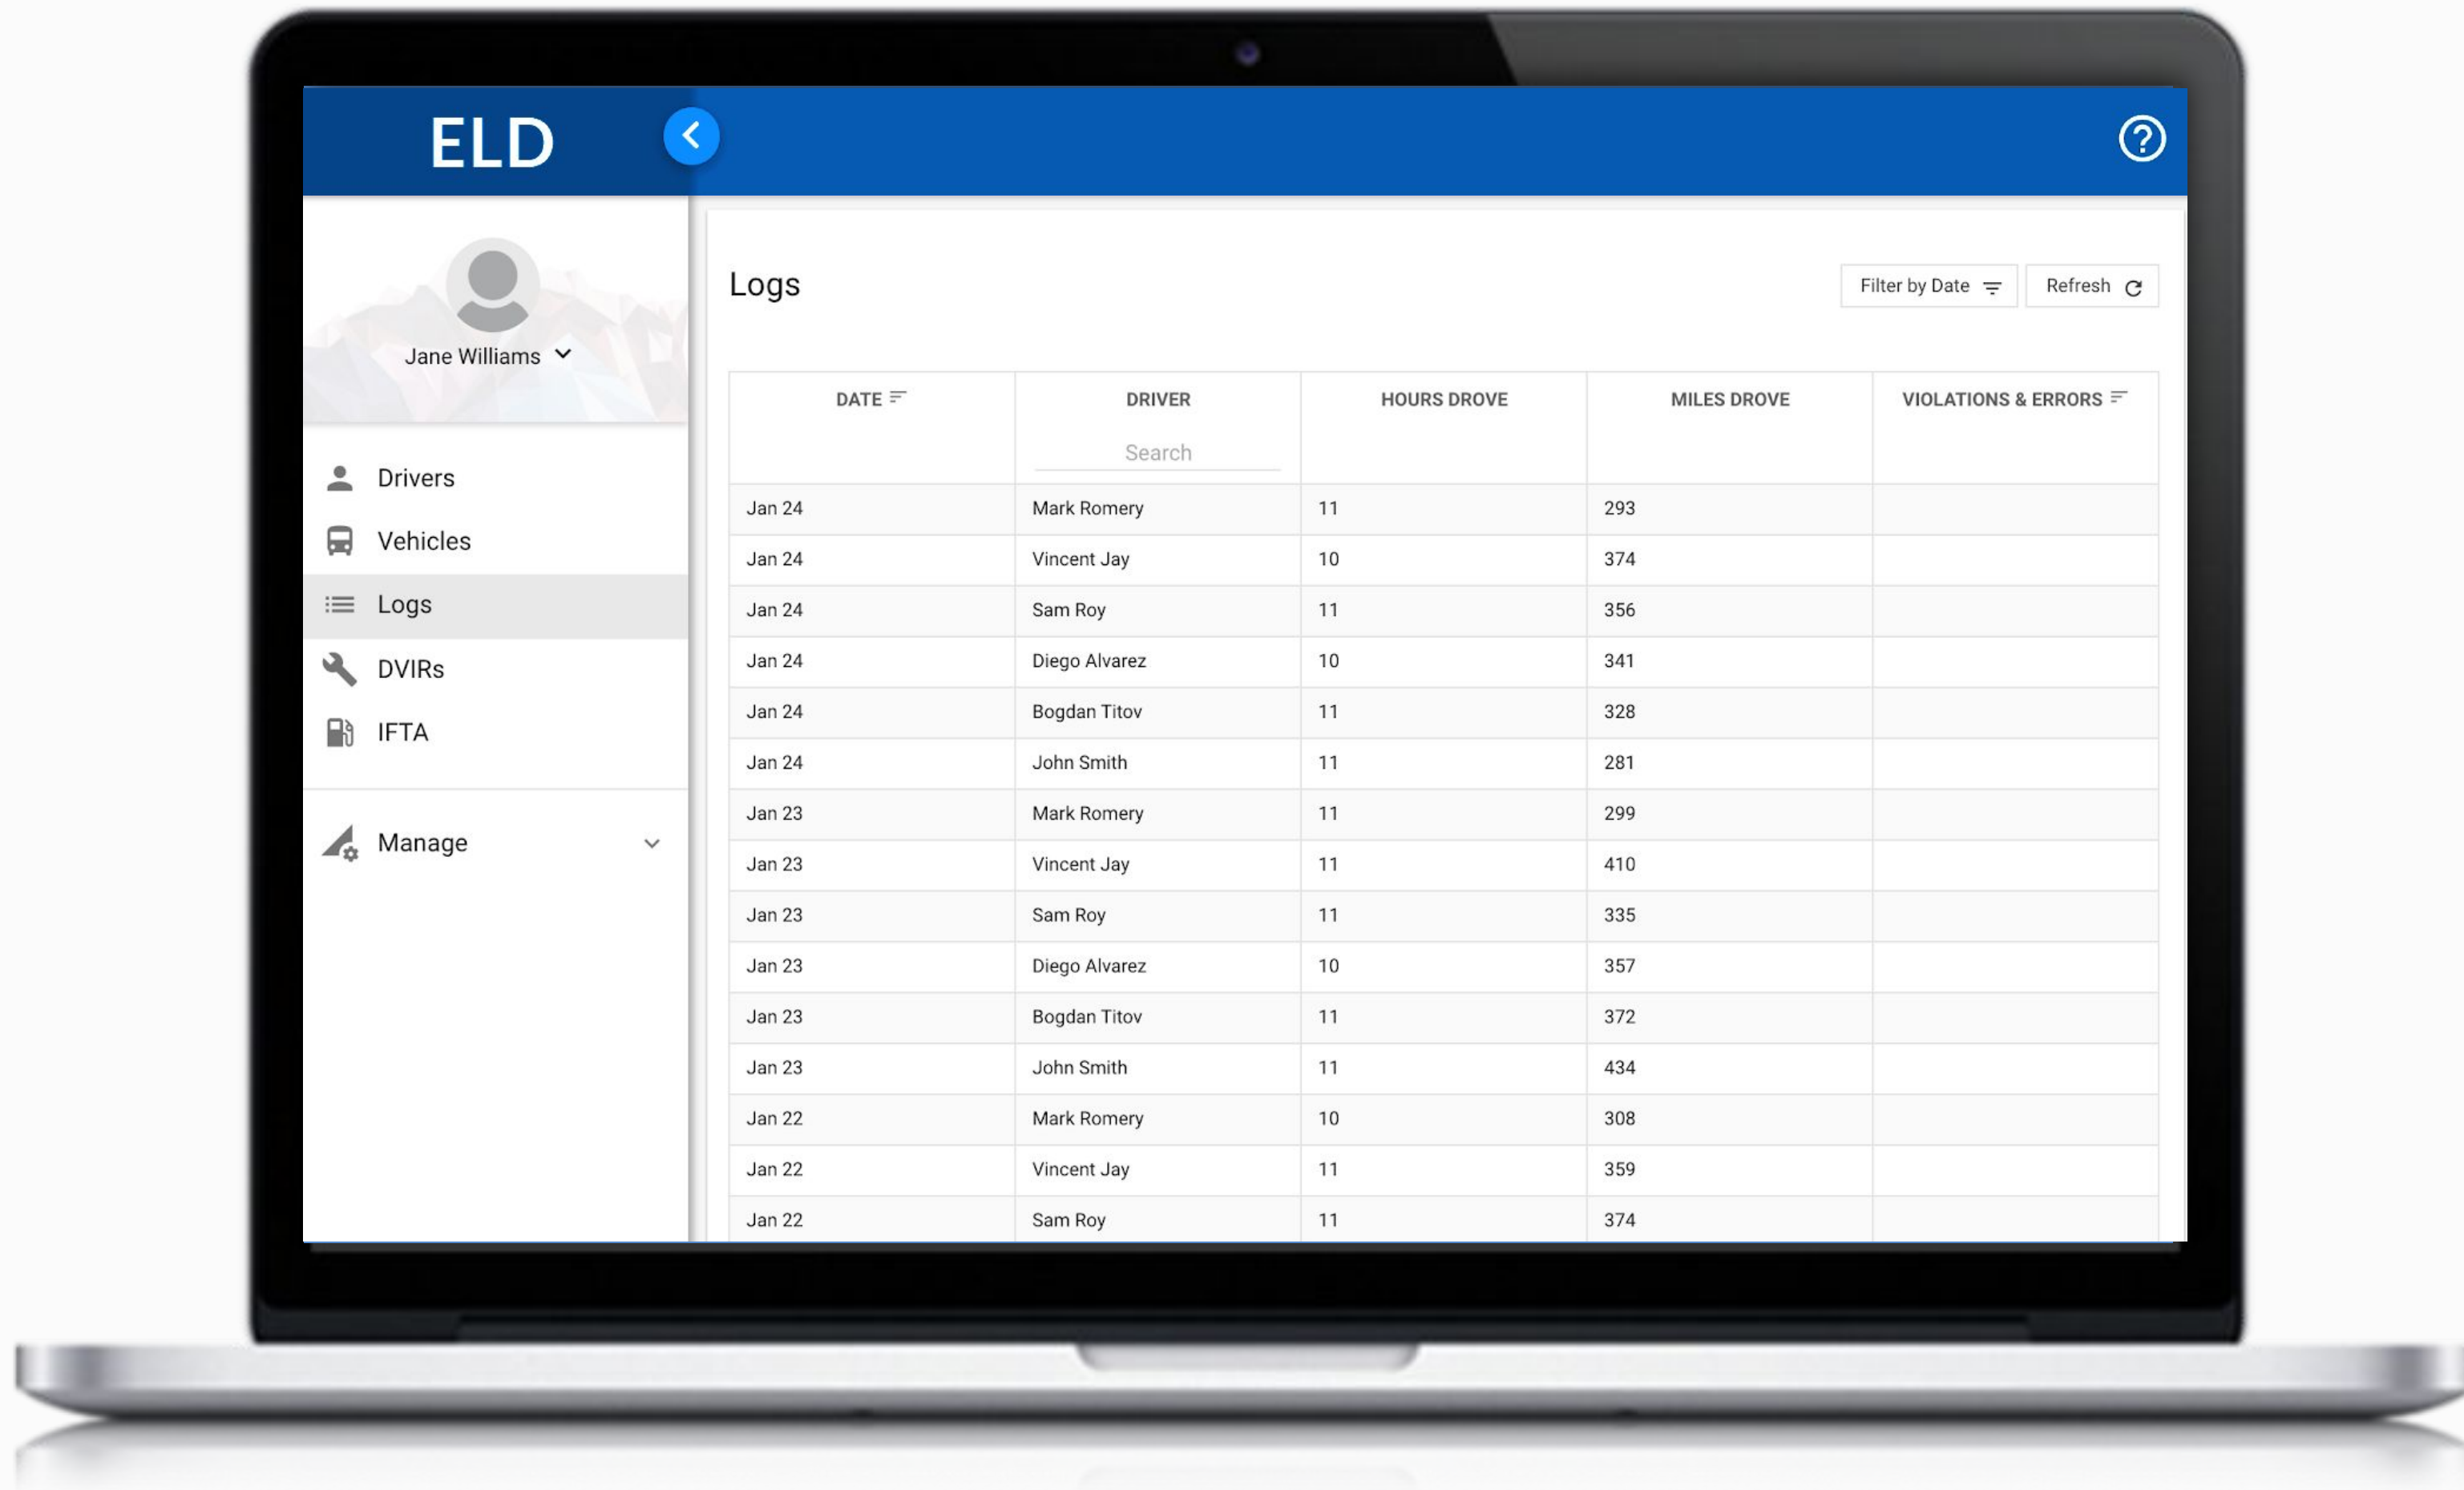 ELD
Jane Williams
Drivers
Vehicles
Logs
DVIRs
IFTA
Manage
Logs
Filter by Date
Refresh
DATE DRIVER HOURS DROVE MILES DROVE VIOLATIONS & ERRORS
Search
Jan 24 Mark Romery 11 293
Jan 24 Vincent Jay 10 374
Jan 24 Sam Roy 11 356
Jan 24 Diego Alvarez 10 341
Jan 24 Bogdan Titov 11 328
Jan 24 John Smith 11 281
Jan 23 Mark Romery 11 299
Jan 23 Vincent Jay 11 410
Jan 23 Sam Roy 11 335
Jan 23 Diego Alvarez 10 357
Jan 23 Bogdan Titov 11 372
Jan 23 John Smith 11 434
Jan 22 Mark Romery 10 308
Jan 22 Vincent Jay 11 359
Jan 22 Sam Roy 11 374